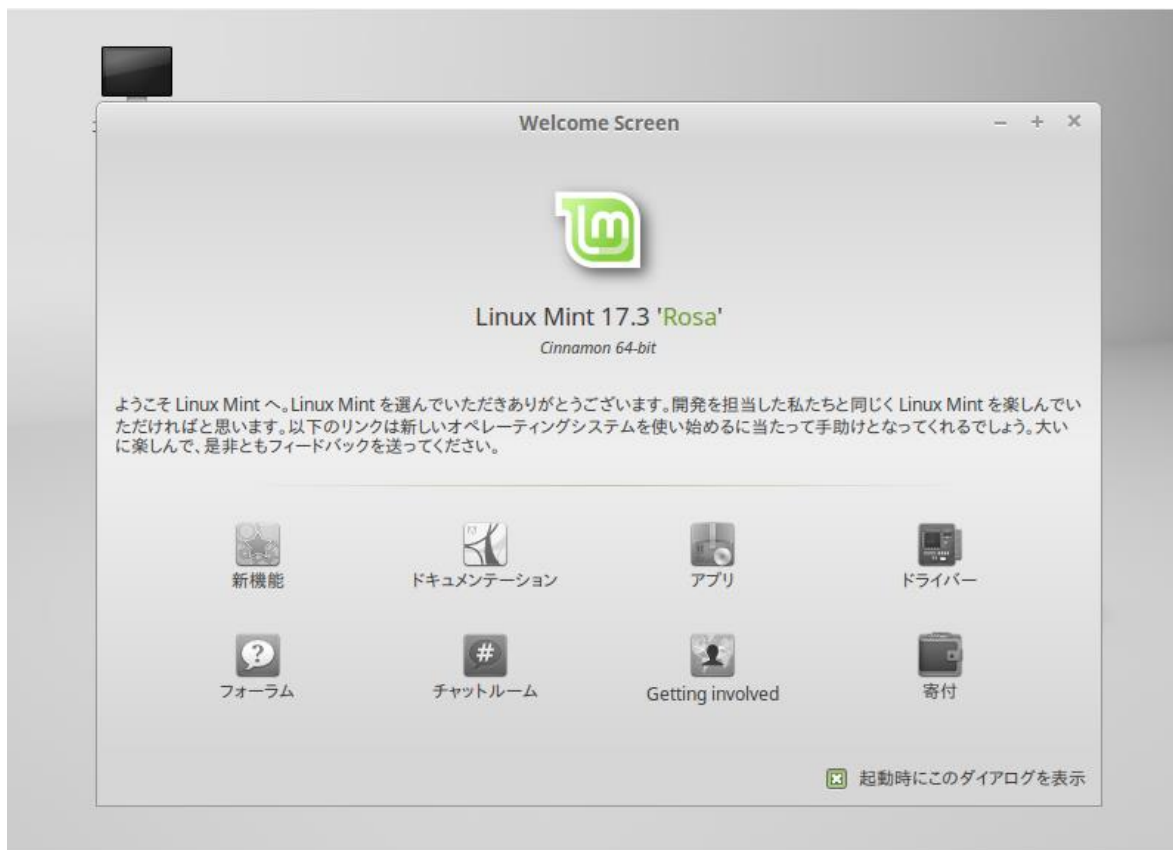 Welcome Screen
Linux Mint 17.3 'Rosa'
Cinnamon 64-bit
ようこそ Linux Mint へ。Linux Mint を選んでいただきありがとうございます。開発を担当した私たちと同じく Linux Mint を楽しんでい
ただければと思います。以下のリンクは新しいオペレーティングシステムを使い始めるに当たって手助けとなってくれるでしょう。大い
に楽しんで、是非ともフィードバックを送ってください。
新機能
ドキュメンテーション
アプリ
ドライバー
フォーラム
チャットルーム
Getting involved
寄付
起動時にこのダイアログを表示